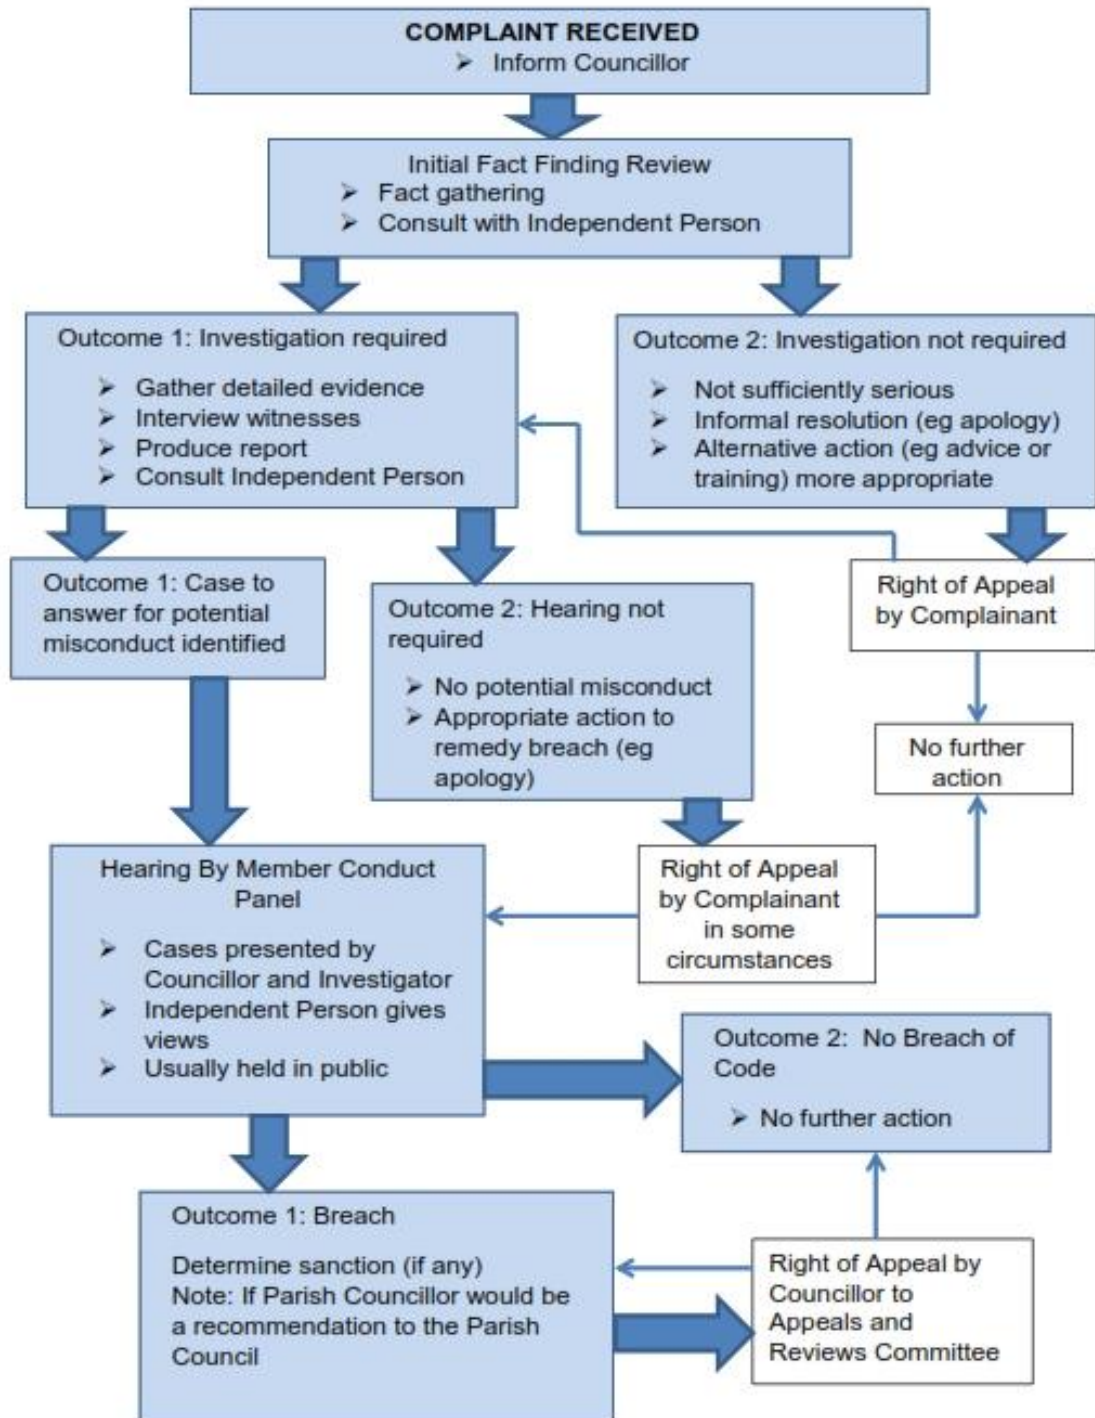 COMPLAINT RECEIVED
➢ Inform Councillor
Initial Fact Finding Review
➢ Fact gathering
➢ Consult with Independent Person
Outcome 1: Investigation required
➢ Gather detailed evidence
➢ Interview witnesses
➢ Produce report
➢ Consult Independent Person
Outcome 2: Investigation not required
➢ Not sufficiently serious
➢ Informal resolution (eg apology)
➢ Alternative action (eg advice or
training) more appropriate
Outcome 1: Case to
answer for potential
misconduct identified
Outcome 2: Hearing not
required
➢ No potential misconduct
➢ Appropriate action to
remedy breach (eg
apology)
Right of Appeal
by Complainant
No further
action
Hearing By Member Conduct
Panel
➢ Cases presented by
Councillor and Investigator
➢ Independent Person gives
views
➢ Usually held in public
Right of Appeal
by Complainant
in some
circumstances
Outcome 2: No Breach of
Code
➢ No further action
Outcome 1: Breach
Determine sanction (if any)
Note: If Parish Councillor would be
a recommendation to the Parish
Council
Right of Appeal by
Councillor to
Appeals and
Reviews Committee